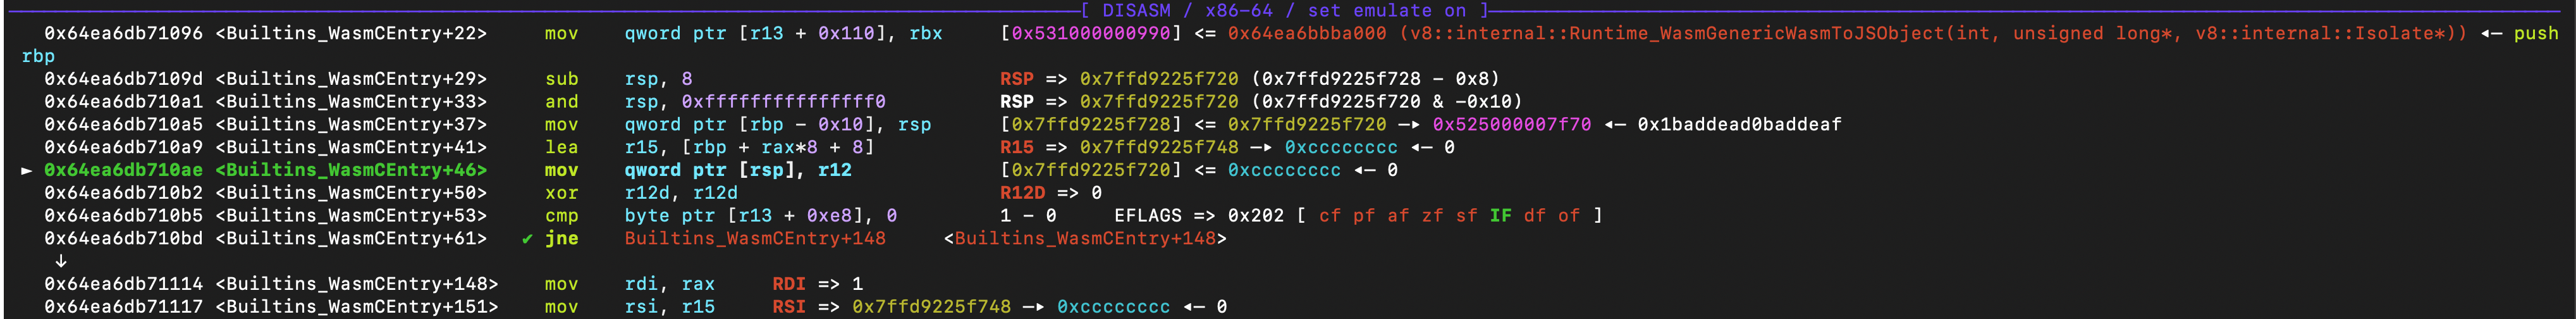 [ DISASM / x86-64 / set emulate on ]
0x64ea6db71096 <Builtins_WasmCEntry+22> mov qword ptr [r13 + 0x110], rbx [0x531000000990] <= 0x64ea6bbba000 (v8::internal::Runtime_WasmGenericWasmToJSObject(int, unsigned long*, v8::internal::Isolate*)) ◂— push
rbp
0x64ea6db7109d <Builtins_WasmCEntry+29> sub rsp, 8 RSP => 0x7ffd9225f720 (0x7ffd9225f728 - 0x8)
0x64ea6db710a1 <Builtins_WasmCEntry+33> and rsp, 0xfffffffffffffff0 RSP => 0x7ffd9225f720 (0x7ffd9225f720 & -0x10)
0x64ea6db710a5 <Builtins_WasmCEntry+37> mov qword ptr [rbp - 0x10], rsp [0x7ffd9225f728] <= 0x7ffd9225f720 —▸ 0x525000007f70 ◂— 0x1baddead0baddeaf
0x64ea6db710a9 <Builtins_WasmCEntry+41> lea r15, [rbp + rax*8 + 8] R15 => 0x7ffd9225f748 —▸ 0xcccccccc ◂— 0
► 0x64ea6db710ae <Builtins_WasmCEntry+46> mov qword ptr [rsp], r12 [0x7ffd9225f720] <= 0xcccccccc ◂— 0
0x64ea6db710b2 <Builtins_WasmCEntry+50> xor r12d, r12d R12D => 0
0x64ea6db710b5 <Builtins_WasmCEntry+53> cmp byte ptr [r13 + 0xe8], 0 1 - 0 EFLAGS => 0x202 [ cf pf af zf sf IF df of ]
0x64ea6db710bd <Builtins_WasmCEntry+61> ✔ jne Builtins_WasmCEntry+148 <Builtins_WasmCEntry+148>
↓
0x64ea6db71114 <Builtins_WasmCEntry+148> mov rdi, rax RDI => 1
0x64ea6db71117 <Builtins_WasmCEntry+151> mov rsi, r15 RSI => 0x7ffd9225f748 —▸ 0xcccccccc ◂— 0